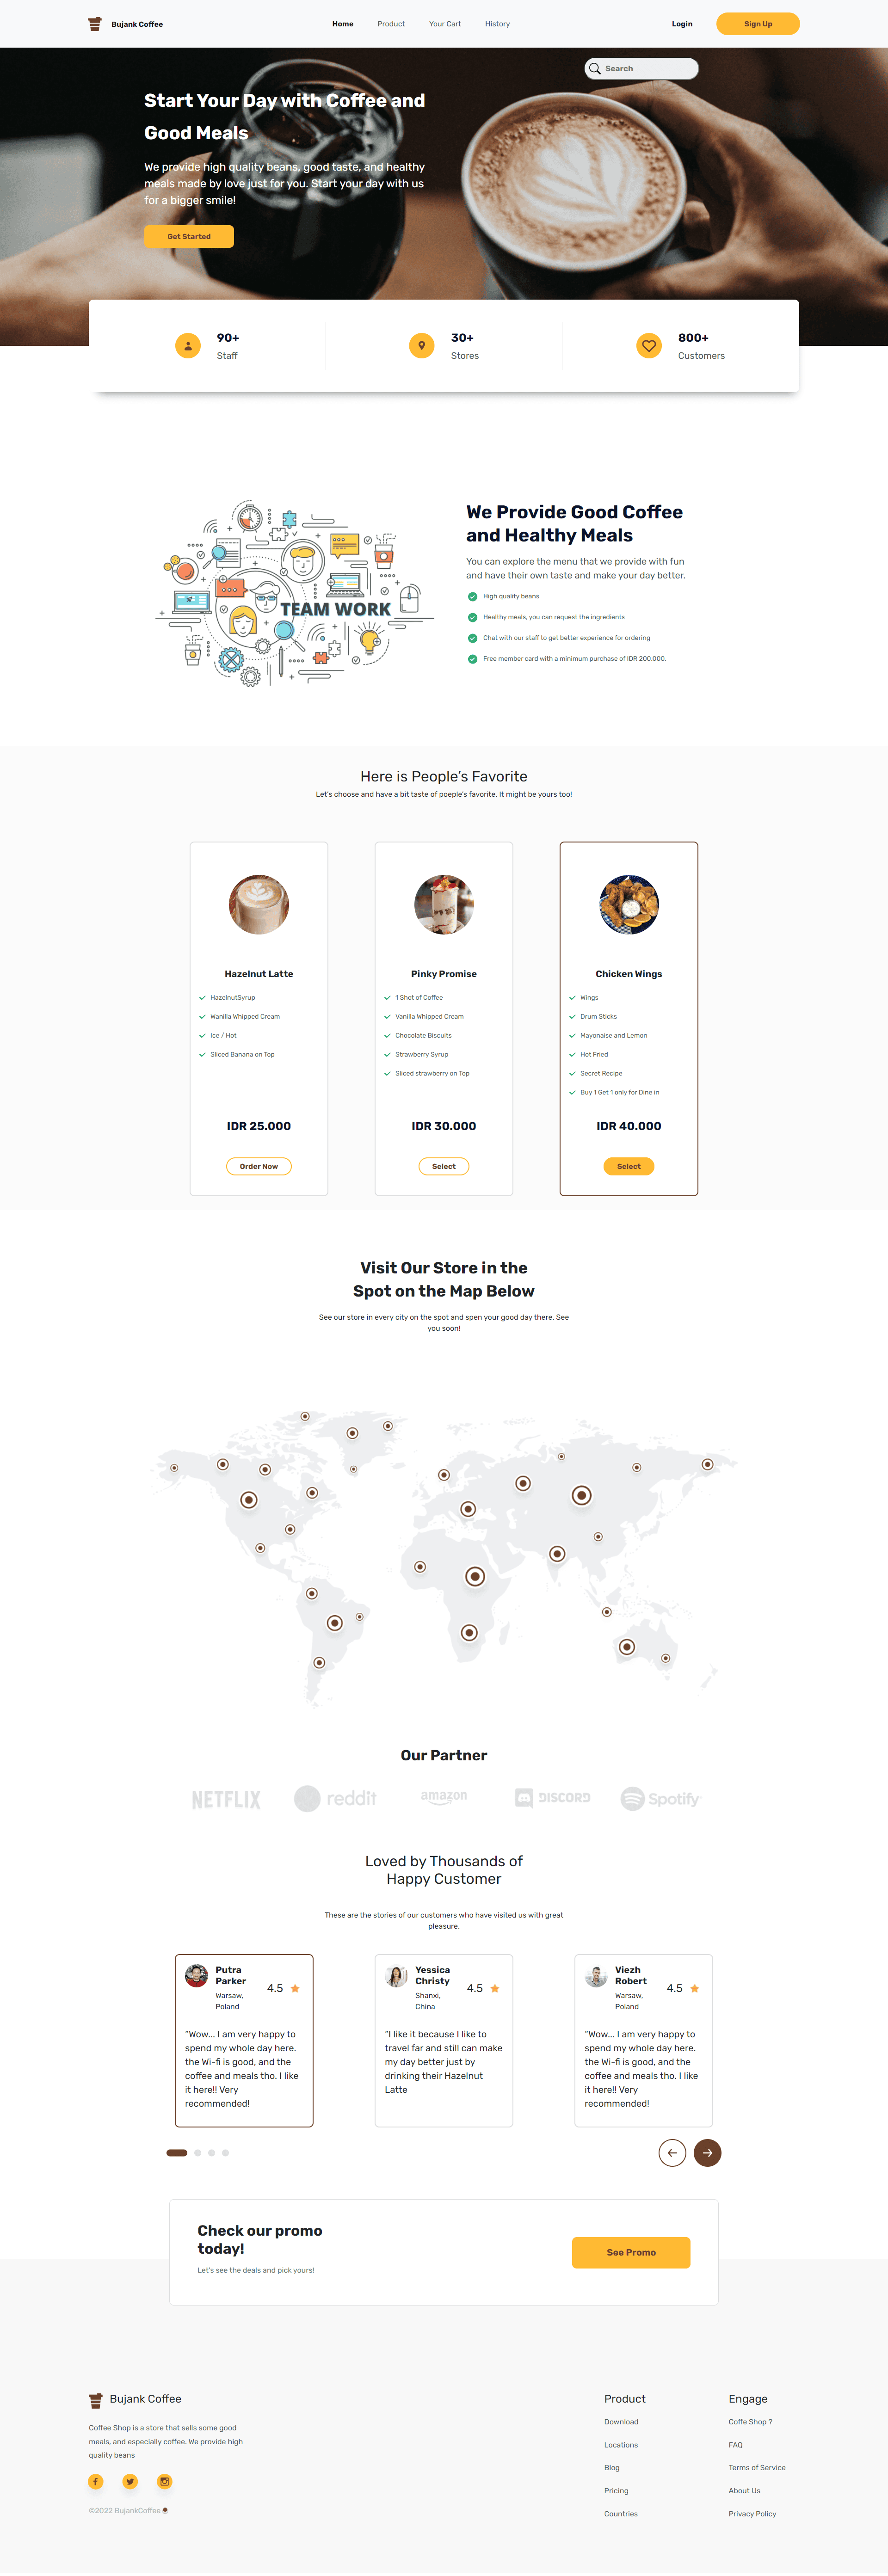 Bujank Coffee
Home
Product
Your Cart
History
Login
Sign Up
Search
Start Your Day with Coffee and
Good Meals
We provide high quality beans, good taste, and healthy
meals made by love just for you. Start your day with us
for a bigger smile!
Get Started
90+
Staff
30+
Stores
800+
Customers
TEAM WORK
We Provide Good Coffee
and Healthy Meals
You can explore the menu that we provide with fun
and have their own taste and make your day better.
High quality beans
Healthy meals, you can request the ingredients
Chat with our staff to get better experience for ordering
Free member card with a minimum purchase of IDR 200.000.
Here is People's Favorite
Let's choose and have a bit taste of poeple's favorite. It might be yours too!
Hazelnut Latte
HazelnutSyrup
Wanilla Whipped Cream
Ice / Hot
Sliced Banana on Top
IDR 25.000
Order Now
Pinky Promise
1 Shot of Coffee
Vanilla Whipped Cream
Chocolate Biscuits
Strawberry Syrup
Sliced strawberry on Top
IDR 30.000
Select
Chicken Wings
Wings
Drum Sticks
Mayonaise and Lemon
Hot Fried
Secret Recipe
Buy 1 Get 1 only for Dine in
IDR 40.000
Select
Visit Our Store in the
Spot on the Map Below
See our store in every city on the spot and spen your good day there. See
you soon!
Our Partner
NETFLIX
reddit
amazon
DISCORD
Spotify
Loved by Thousands of
Happy Customer
These are the stories of our customers who have visited us with great
pleasure.
Putra
Parker
Warsaw,
Poland
4.5
"Wow... I am very happy to
spend my whole day here.
the Wi-fi is good, and the
coffee and meals tho. I like
it here!! Very
recommended!
Yessica
Christy
Shanxi,
China
4.5
"I like it because I like to
travel far and still can make
my day better just by
drinking their Hazelnut
Latte
Viezh
Robert
Warsaw,
Poland
4.5
"Wow... I am very happy to
spend my whole day here.
the Wi-fi is good, and the
coffee and meals tho. I like
it here!! Very
recommended!
Check our promo
today!
Let's see the deals and pick yours!
See Promo
Bujank Coffee
Coffee Shop is a store that sells some good
meals, and especially coffee. We provide high
quality beans
©2022 BujankCoffee
Product
Download
Locations
Blog
Pricing
Countries
Engage
Coffe Shop ?
FAQ
Terms of Service
About Us
Privacy Policy